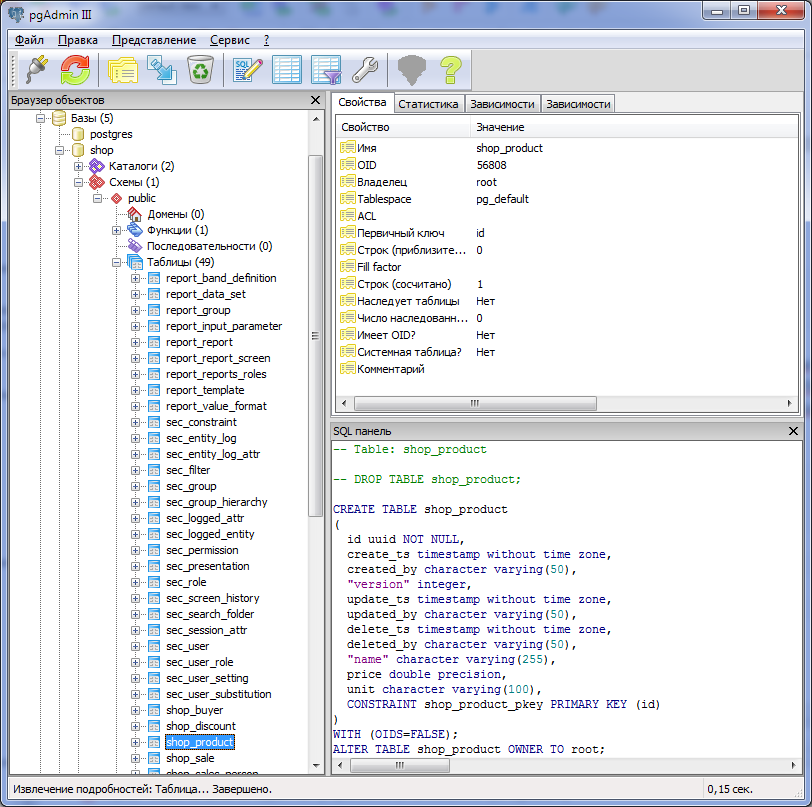 pgAdmin III
Файл Правка Представление Сервис ?
SQL
Браузер объектов
Базы (5)
postgres
shop
Каталоги (2)
Схемы (1)
public
Домены (0)
Функции (1)
Последовательности (0)
Таблицы (49)
report_band_definition
report_data_set
report_group
report_input_parameter
report_report
report_report_screen
report_reports_roles
report_template
report_value_format
sec_constraint
sec_entity_log
sec_entity_log_attr
sec_filter
sec_group
sec_group_hierarchy
sec_logged_attr
sec_logged_entity
sec_permission
sec_presentation
sec_role
sec_screen_history
sec_search_folder
sec_session_attr
sec_user
sec_user_role
sec_user_setting
sec_user_substitution
shop_buyer
shop_discount
shop_product
shop_sale
shop_sales_person
Свойства Статистика Зависимости Зависимости
Свойство Значение
Имя shop_product
OID 56808
Владелец root
Tablespace pg_default
ACL
Первичный ключ id
Строк (приблизите... 0
Fill factor
Строк (сосчитано) 1
Наследует таблицы Нет
Число наследованн... 0
Имеет OID? Нет
Системная таблица? Нет
Комментарий
SQL панель
-- Table: shop_product
-- DROP TABLE shop_product;
CREATE TABLE shop_product
(
id uuid NOT NULL,
create_ts timestamp without time zone,
created_by character varying(50),
"version" integer,
update_ts timestamp without time zone,
updated_by character varying(50),
delete_ts timestamp without time zone,
deleted_by character varying(50),
"name" character varying(255),
price double precision,
unit character varying(100),
CONSTRAINT shop_product_pkey PRIMARY KEY (id)
)
WITH (OIDS=FALSE);
ALTER TABLE shop_product OWNER TO root;
Извлечение подробностей: Таблица... Завершено. 0,15 сек.